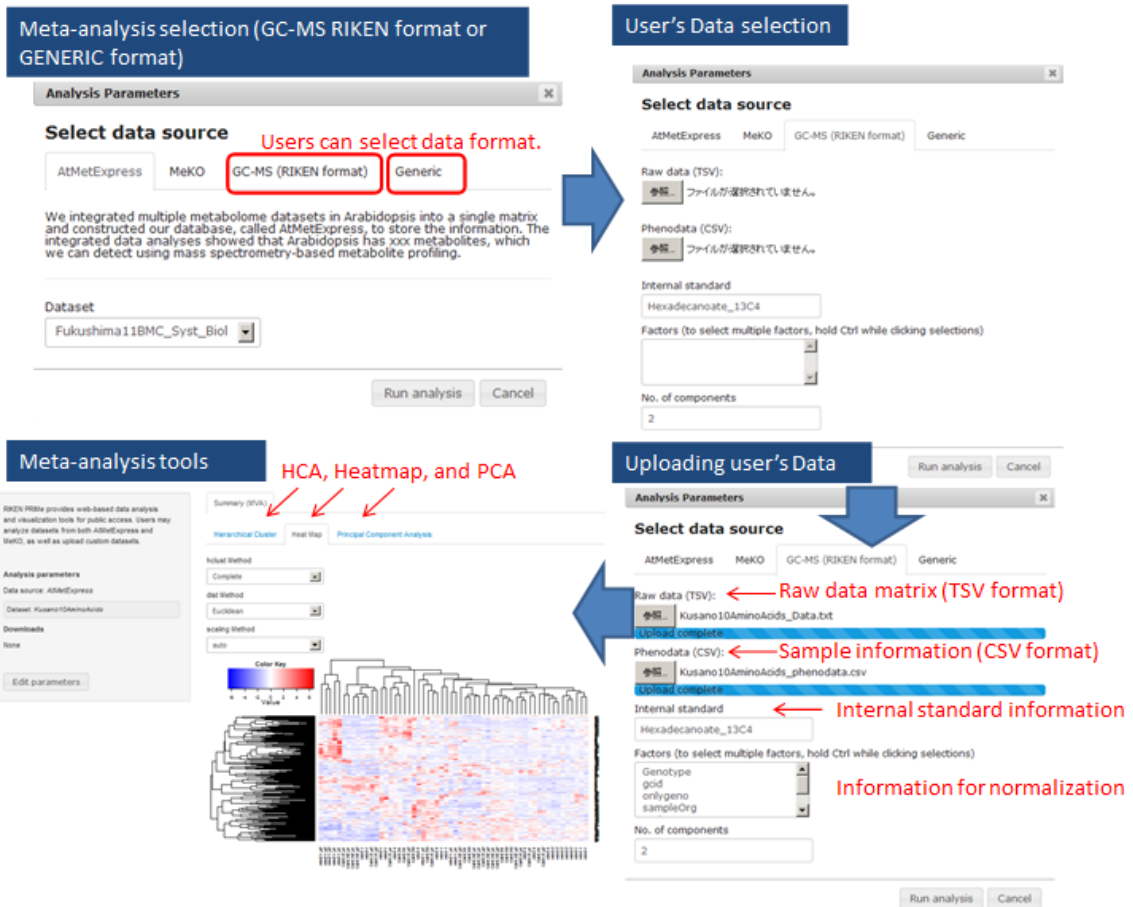 Meta-analysis selection (GC-MS RIKEN format or
GENERIC format)
Analysis Parameters
Select data source
Users can select data format.
AtMetExpress MeKO GC-MS (RIKEN format) Generic
We integrated multiple metabolome datasets in Arabidopsis into a single matrix
and constructed our database, called AtMetExpress, to store the information. The
integrated data analyses showed that Arabidopsis has xxx metabolites, which
we can detect using mass spectrometry-based metabolite profiling.
Dataset
Fukushima11BMC_Syst_Biol
Run analysis Cancel
User's Data selection
Analysis Parameters
Select data source
AtMetExpress MeKO GC-MS (RIKEN format) Generic
Raw data (TSV):
参照... ファイルが選択されていません。
Phenodata (CSV):
参照... ファイルが選択されていません。
Internal standard
Hexadecanoate_13C4
Factors (to select multiple factors, hold Ctrl while clicking selections)
No. of components
2
Run analysis Cancel
Uploading user's Data
Analysis Parameters
Select data source
AtMetExpress MeKO GC-MS (RIKEN format) Generic
Raw data (TSV): Raw data matrix (TSV format)
参照... Kusano10AminoAcids_Data.txt
Upload complete
Phenodata (CSV): Sample information (CSV format)
参照... Kusano10AminoAcids_phenodata.csv
Upload complete
Internal standard Internal standard information
Hexadecanoate_13C4
Factors (to select multiple factors, hold Ctrl while clicking selections)
Genotype
gcid
onlygeno
sampleOrg
Information for normalization
No. of components
2
Run analysis Cancel
Meta-analysis tools
HCA, Heatmap, and PCA
RIKEN PRIMe provides web-based data analysis
and visualization tools for public access. Users may
analyze datasets from both AtMetExpress and
MeKO, as well as upload custom datasets.
Analysis parameters
Data source: AtMetExpress
Dataset: Kusano10AminoAcids
Downloads
None
Edit parameters
Summary (MVA)
Hierarchical Cluster Heat Map Principal Component Analysis
hclust Method
Complete
dist Method
Euclidean
scaling Method
auto
Color Key
Value